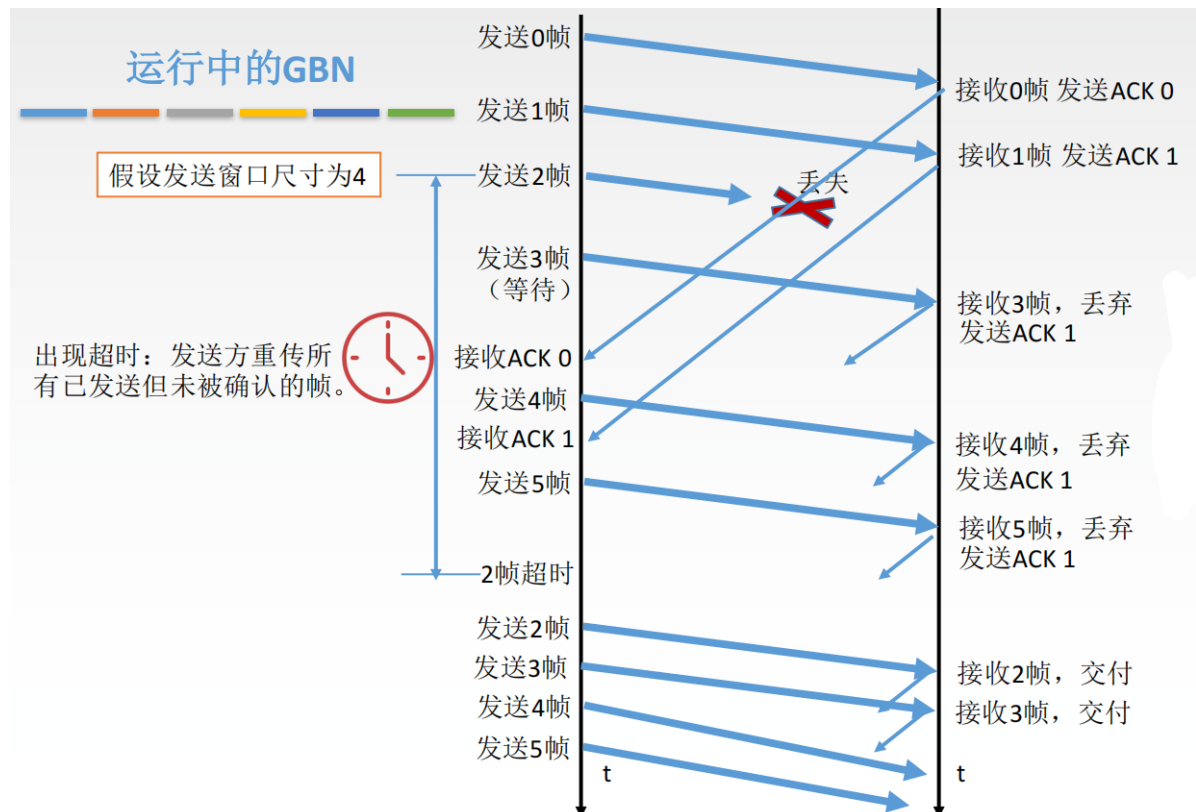 运行中的GBN
假设发送窗口尺寸为4
出现超时：发送方重传所
有已发送但未被确认的帧。
发送0帧
发送1帧
发送2帧
发送3帧
（等待）
接收ACK 0
发送4帧
接收ACK 1
发送5帧
2帧超时
发送2帧
发送3帧
发送4帧
发送5帧
丢失
接收0帧 发送ACK 0
接收1帧 发送ACK 1
接收3帧，丢弃
发送ACK 1
接收4帧，丢弃
发送ACK 1
接收5帧，丢弃
发送ACK 1
接收2帧，交付
接收3帧，交付
t
t